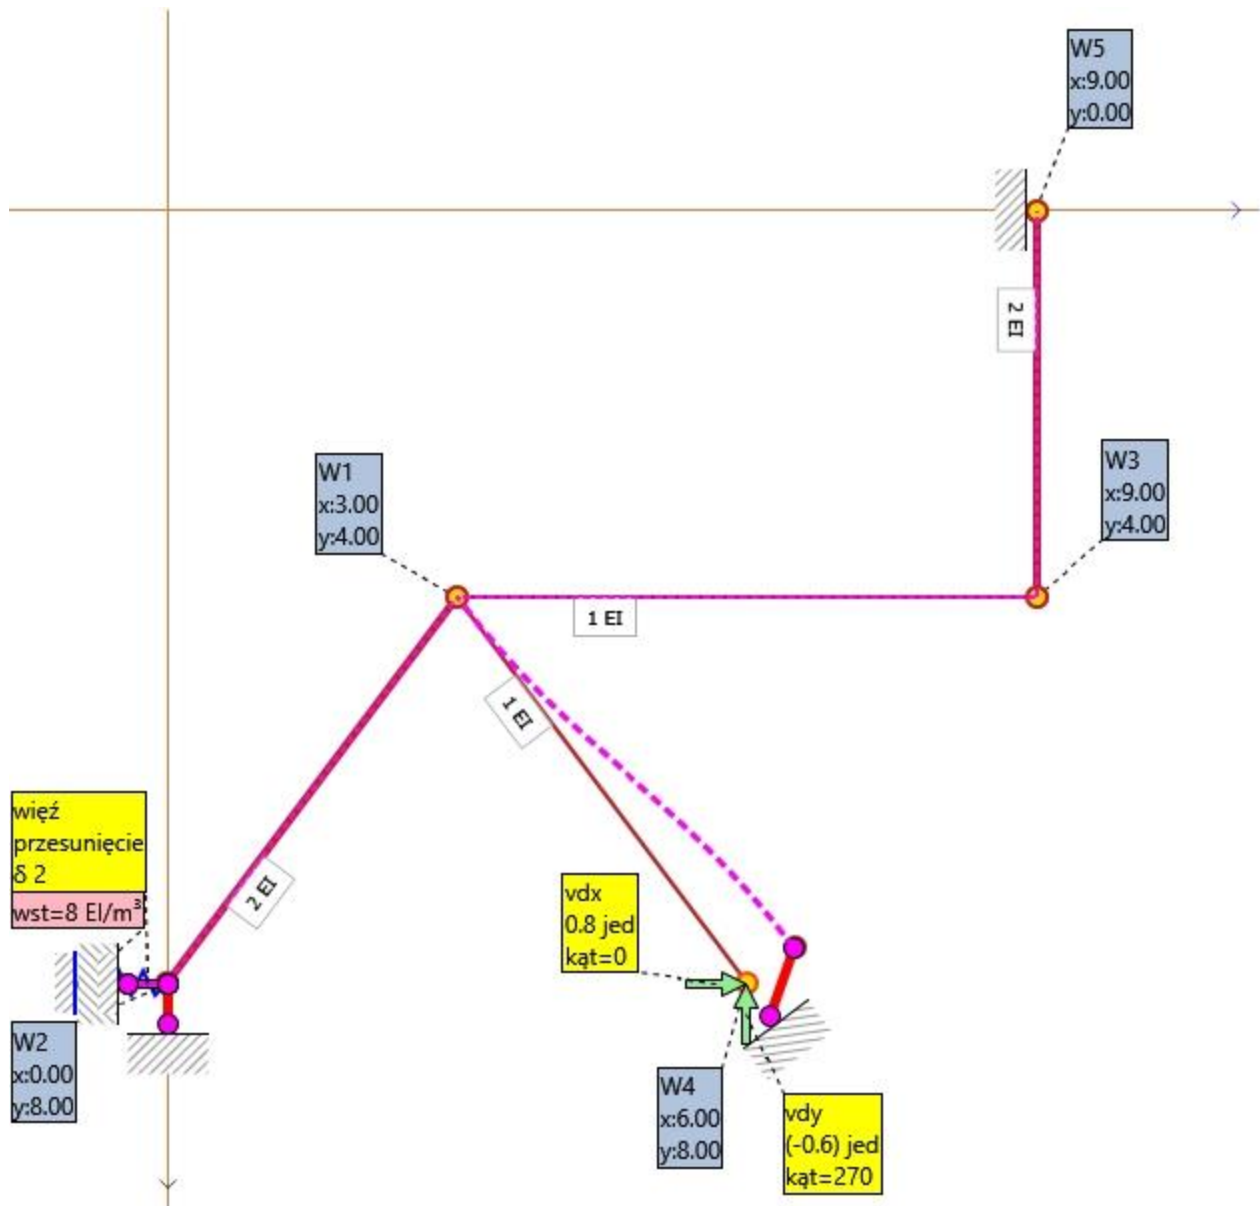 W5
x:9.00
y:0.00
2 EI
W1
x:3.00
y:4.00
W3
x:9.00
y:4.00
1 EI
1 EI
więź
przesunięcie
δ 2
wst=8 EI/m³
2 EI
vdx
0.8 jed
kąt=0
W2
x:0.00
y:8.00
W4
x:6.00
y:8.00
vdy
(-0.6) jed
kąt=270